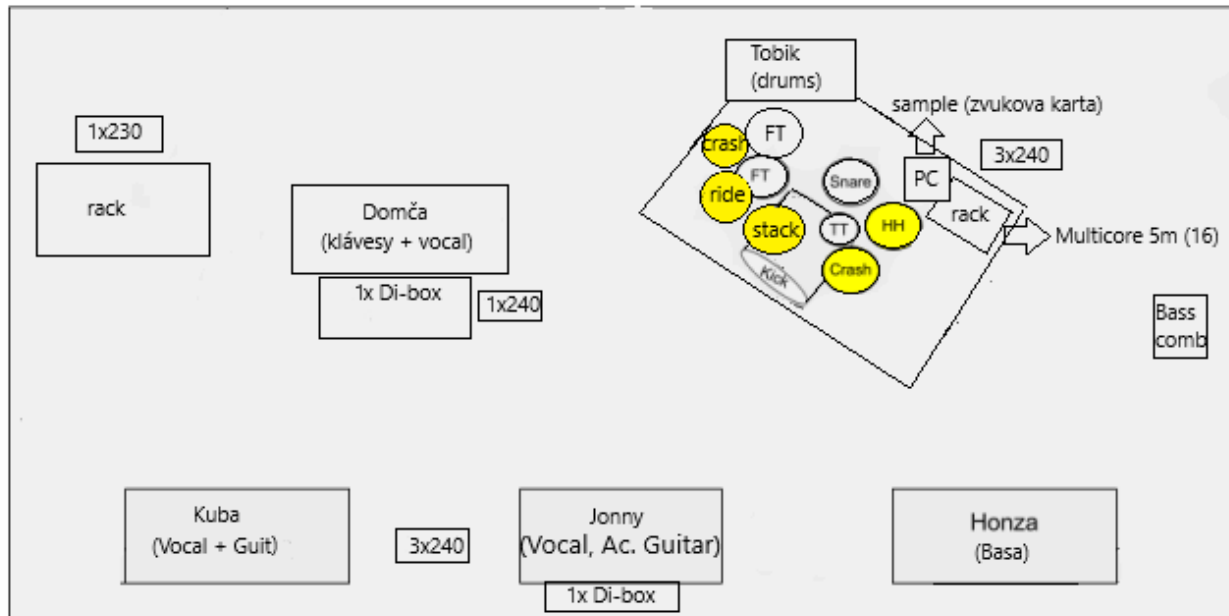 Tobik
(drums)
sample (zvukova karta)
1x230
crash
FT
3x240
rack
FT
Snare
PC
ride
rack
Domča
(klávesy + vocal)
stack
TT
HH
Multicore 5m (16)
Kick
Crash
1x Di-box
1x240
Bass
comb
Kuba
(Vocal + Guit)
3x240
Jonny
(Vocal, Ac. Guitar)
Honza
(Basa)
1x Di-box